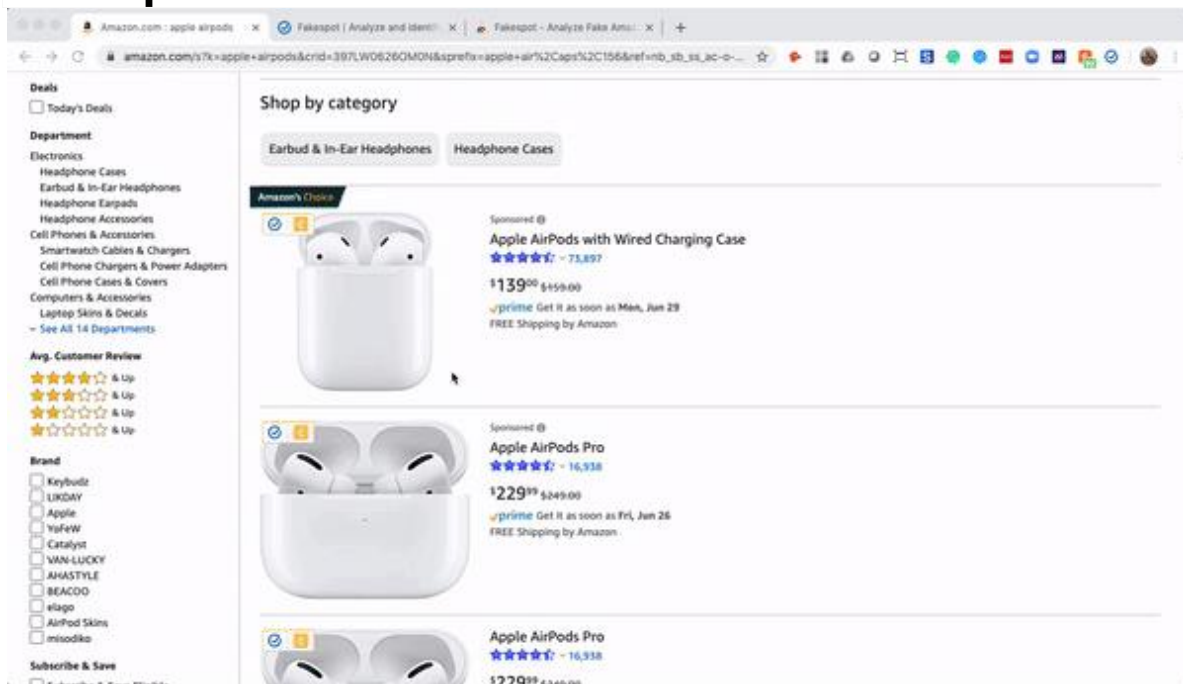 Amazon.com : apple airpods
Fakespot | Analyze and identi
Fakespot - Analyze Fake Amaz
amazon.com/s?k=apple+airpods&crid=397LW0626OM0N&sprefix=apple+air%2Caps%2C156&ref=nb_sb_ss_ac-o-...
Deals
Today's Deals
Department
Electronics
Headphone Cases
Earbud & In-Ear Headphones
Headphone Earpads
Headphone Accessories
Cell Phones & Accessories
Smartwatch Cables & Chargers
Cell Phone Chargers & Power Adapters
Cell Phone Cases & Covers
Computers & Accessories
Laptop Skins & Decals
See All 14 Departments
Avg. Customer Review
& Up
& Up
& Up
& Up
Brand
Keybudz
LIKDAY
Apple
YoFeW
Catalyst
VAN-LUCKY
AHASTYLE
BEACOO
elago
AirPod Skins
misodiko
Subscribe & Save
Shop by category
Earbud & In-Ear Headphones
Headphone Cases
Amazon's Choice
Sponsored
Apple AirPods with Wired Charging Case
73,897
$139.00 $159.00
prime Get it as soon as Mon, Jun 29
FREE Shipping by Amazon
Sponsored
Apple AirPods Pro
16,938
$229.99 $249.00
prime Get it as soon as Fri, Jun 26
FREE Shipping by Amazon
Apple AirPods Pro
16,938